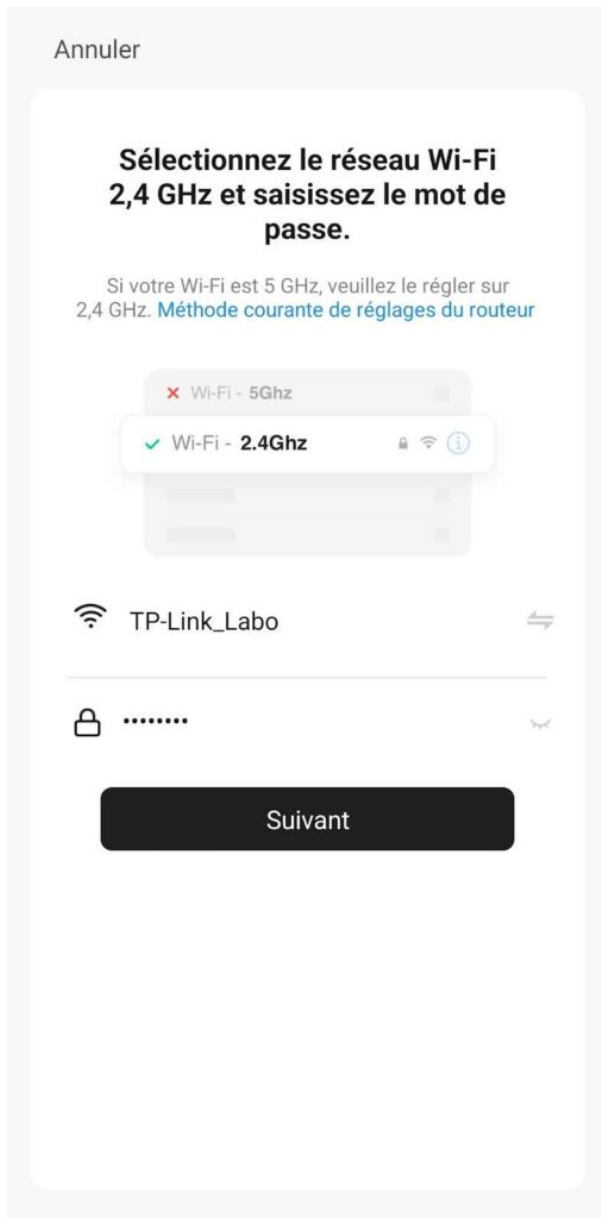 Annuler
Sélectionnez le réseau Wi-Fi
2,4 GHz et saisissez le mot de
passe.
Si votre Wi-Fi est 5 GHz, veuillez le régler sur
2,4 GHz. Méthode courante de réglages du routeur
Wi-Fi - 5Ghz
Wi-Fi - 2.4Ghz
TP-Link_Labo
••••••••
Suivant